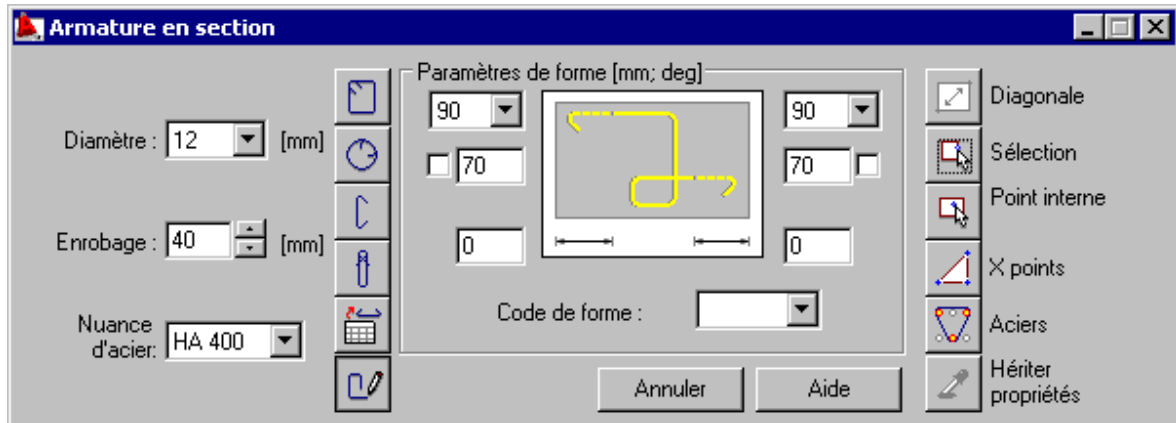 Armature en section
Paramètres de forme [mm; deg]
Diamètre : 12 [mm]
Enrobage : 40 [mm]
Nuance
d'acier: HA 400
90 90
70 70
0 0
Code de forme :
Annuler Aide
Diagonale
Sélection
Point interne
X points
Aciers
Hériter
propriétés